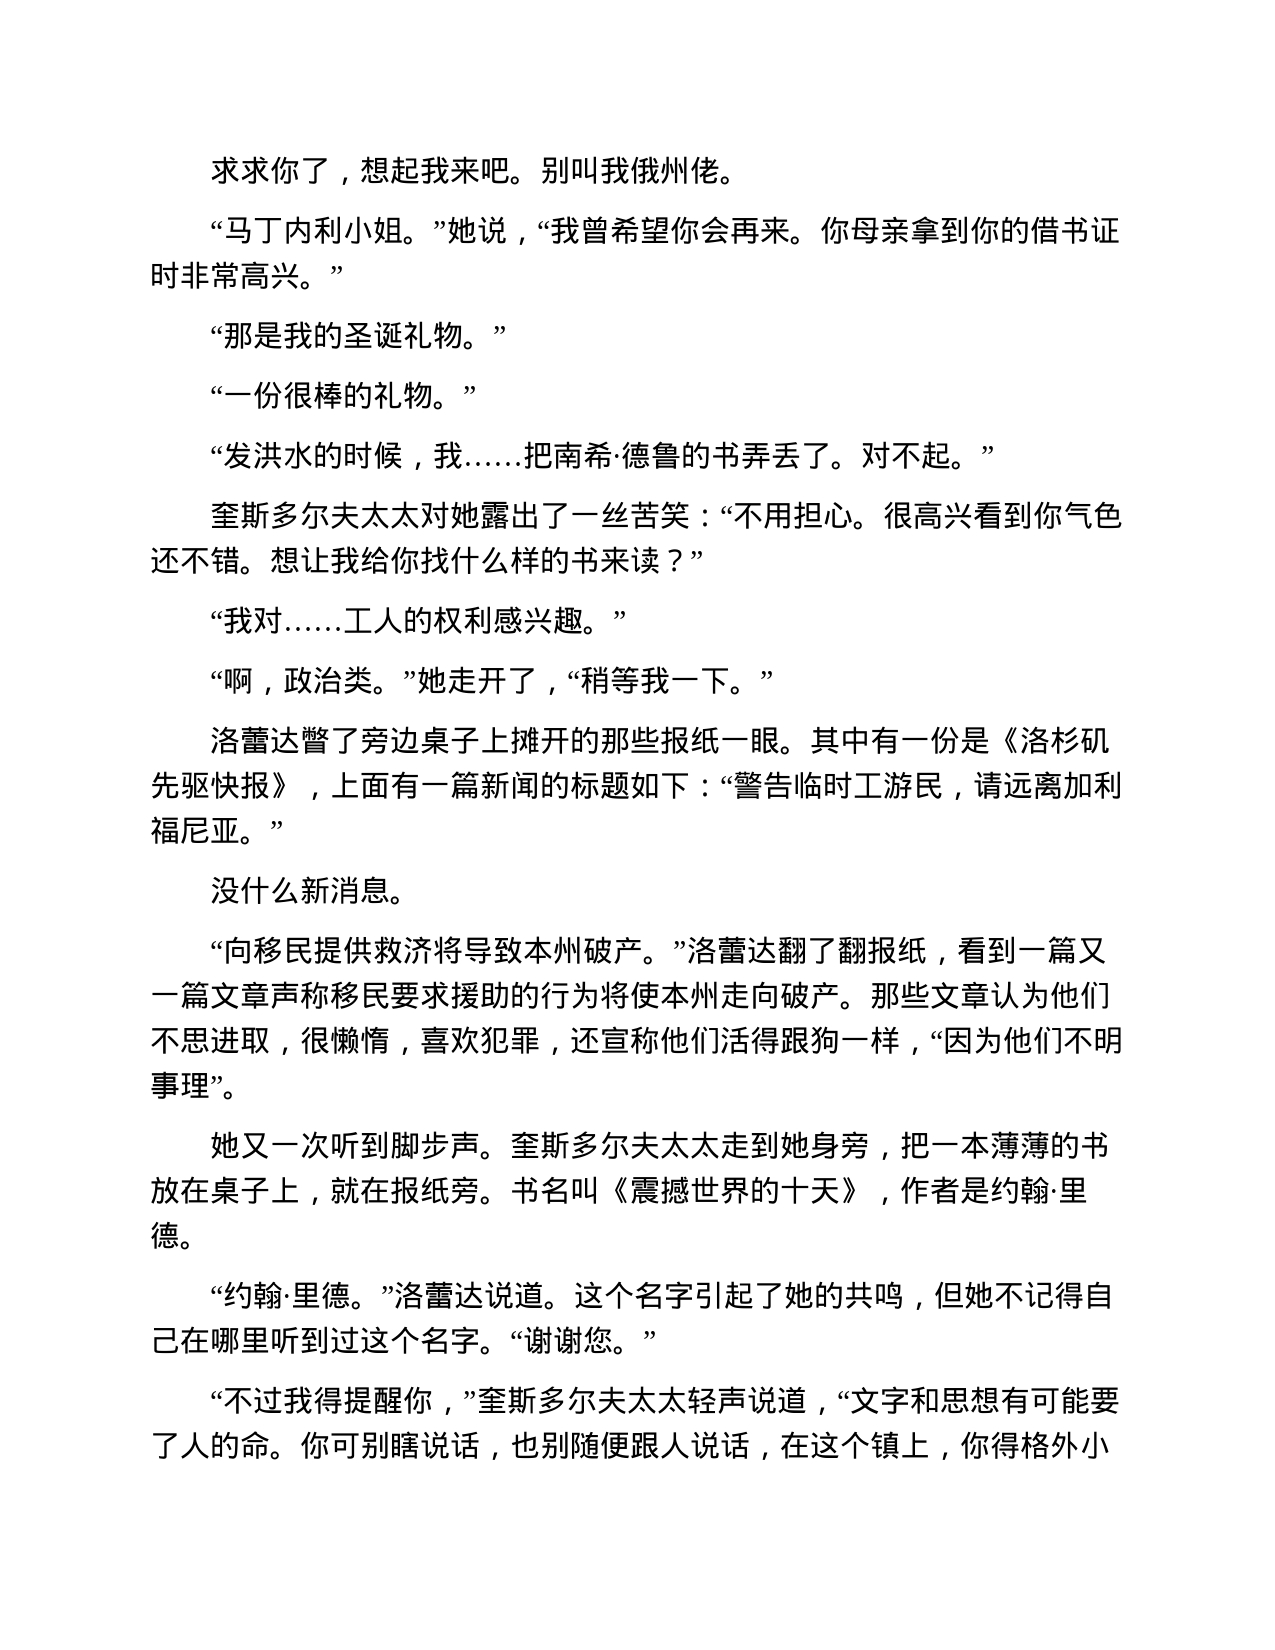 求求你了，想起我来吧。别叫我俄州佬。
“马丁内利小姐。”她说，“我曾希望你会再来。你母亲拿到你的借书证
时非常高兴。”
“那是我的圣诞礼物。”
“一份很棒的礼物。”
“发洪水的时候，我……把南希·德鲁的书弄丢了。对不起。”
奎斯多尔夫太太对她露出了一丝苦笑：“不用担心。很高兴看到你气色
还不错。想让我给你找什么样的书来读？”
“我对……工人的权利感兴趣。”
“啊，政治类。”她走开了，“稍等我一下。”
洛蕾达瞥了旁边桌子上摊开的那些报纸一眼。其中有一份是《洛杉矶
先驱快报》，上面有一篇新闻的标题如下：“警告临时工游民，请远离加利
福尼亚。”
没什么新消息。
“向移民提供救济将导致本州破产。”洛蕾达翻了翻报纸，看到一篇又
一篇文章声称移民要求援助的行为将使本州走向破产。那些文章认为他们
不思进取，很懒惰，喜欢犯罪，还宣称他们活得跟狗一样，“因为他们不明
事理”。
她又一次听到脚步声。奎斯多尔夫太太走到她身旁，把一本薄薄的书
放在桌子上，就在报纸旁。书名叫《震撼世界的十天》，作者是约翰·里
德。
“约翰·里德。”洛蕾达说道。这个名字引起了她的共鸣，但她不记得自
己在哪里听到过这个名字。“谢谢您。”
“不过我得提醒你，”奎斯多尔夫太太轻声说道，“文字和思想有可能要
了人的命。你可别瞎说话，也别随便跟人说话，在这个镇上，你得格外小